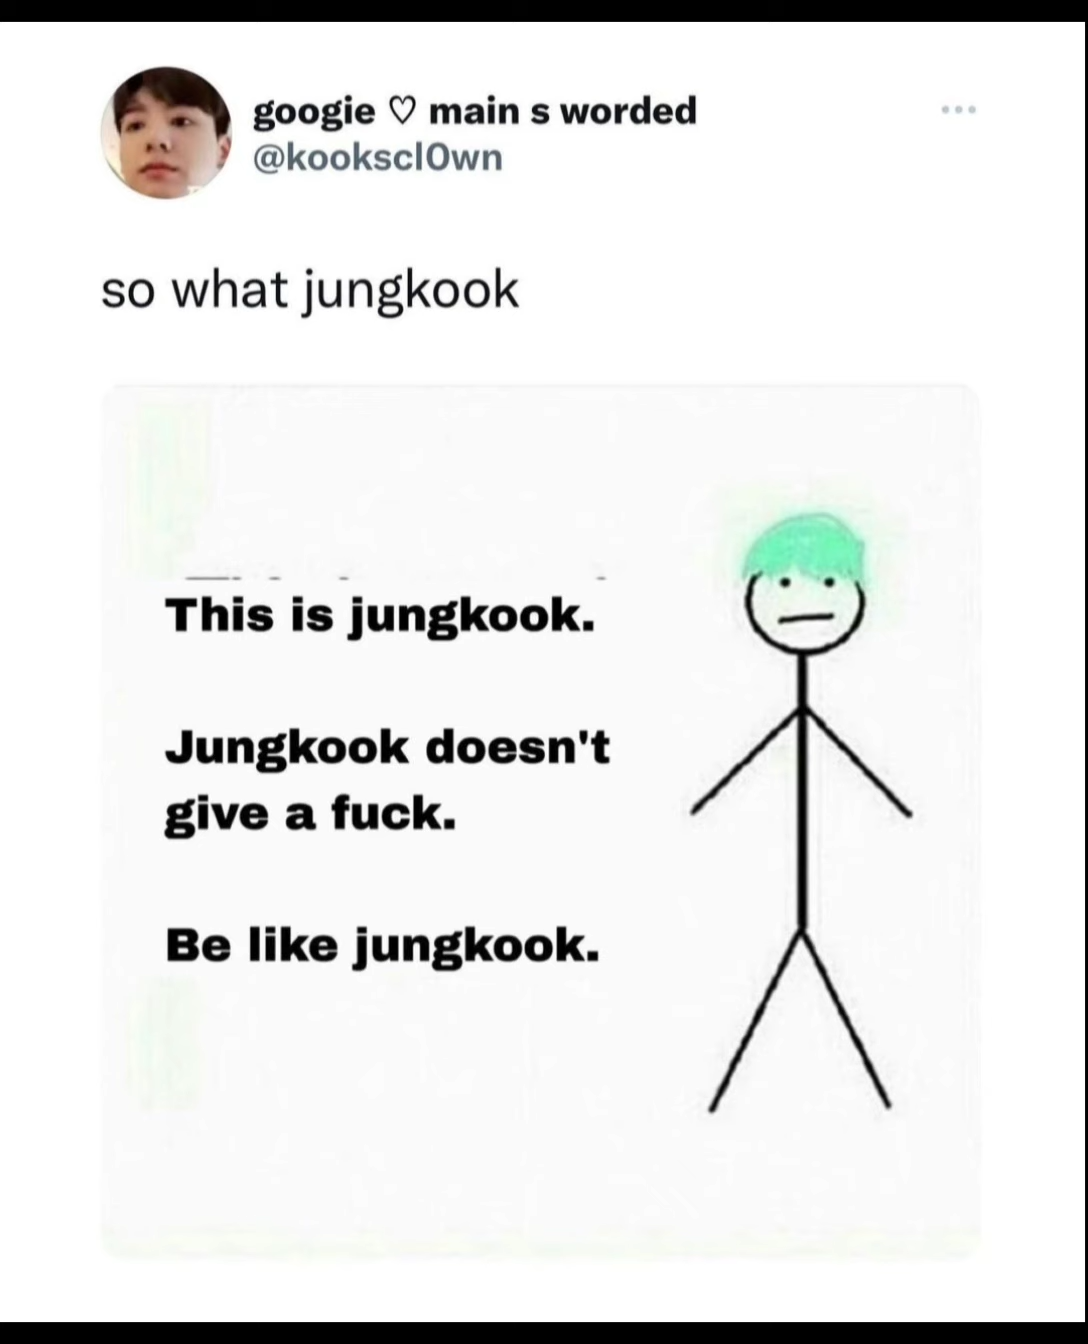 googie ♡ main s worded
@kookscl0wn
so what jungkook
This is jungkook.
Jungkook doesn't
give a fuck.
Be like jungkook.